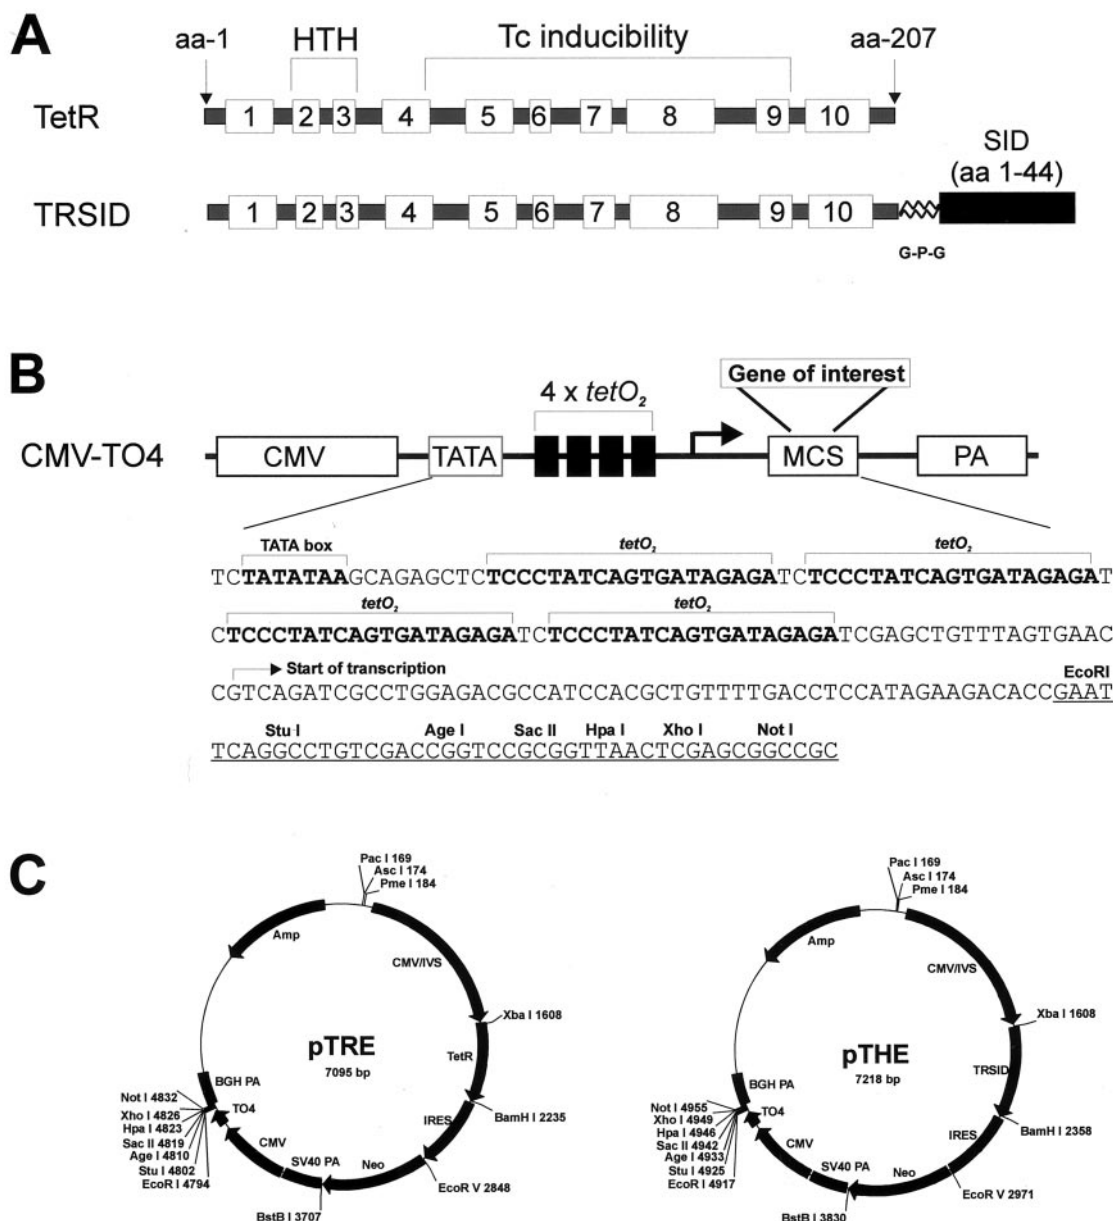 A
aa-1
HTH
Tc inducibility
aa-207
TetR
1 2 3 4 5 6 7 8 9 10
SID
(aa 1-44)
TRSID
1 2 3 4 5 6 7 8 9 10
G-P-G
B
Gene of interest
4 x tetO2
CMV-TO4
CMV TATA MCS PA
TATA box tetO2 tetO2
TCTATATAAGCAGAGCTCTCCCTATCAGTGATAGAGATCTCCCTATCAGTGATAGAGAT
tetO2 tetO2
CTCCCTATCAGTGATAGAGATCTCCCTATCAGTGATAGAGATCGAGCTGTTTAGTGAAC
Start of transcription EcoRI
CGTCAGATCGCCTGGAGACGCCATCCACGCTGTTTTGACCTCCATAGAAGACACCGAAT
Stu I Age I Sac II Hpa I Xho I Not I
TCAGGCCTGTCGACCGGTCCGCGGTTAACTCGAGCGGCCGC
C
Pac I 169
Asc I 174
Pme I 184
Amp
CMV/IVS
Xba I 1608
pTRE
7095 bp
TetR
BGH PA
Not I 4832
TO4
Xho I 4826
Hpa I 4823
Sac II 4819
Age I 4810
Stu I 4802
EcoR I 4794
BamH I 2235
IRES
CMV
SV40 PA
Neo
EcoR V 2848
BstB I 3707
Pac I 169
Asc I 174
Pme I 184
Amp
CMV/IVS
Xba I 1608
pTHE
7218 bp
TRSID
BGH PA
Not I 4955
TO4
Xho I 4949
Hpa I 4946
Sac II 4942
Age I 4933
Stu I 4925
EcoR I 4917
BamH I 2358
IRES
CMV
SV40 PA
Neo
EcoR V 2971
BstB I 3830